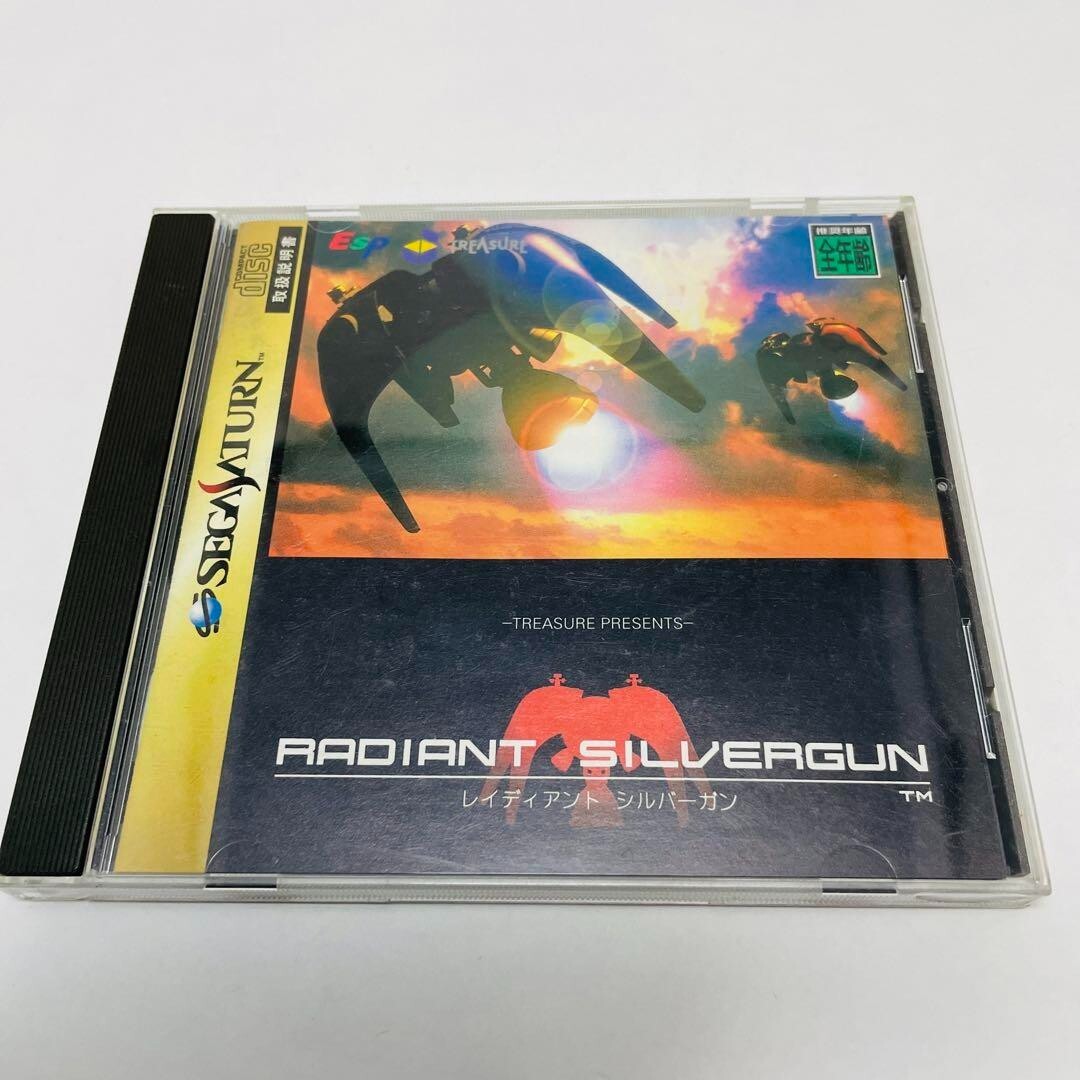 COMPACT
disc
取扱説明書
SEGA SATURN™
ESP
TREASURE
推奨年齢
全年齢
–TREASURE PRESENTS–
RADIANT SILVERGUN
TM
レイディアント シルバーガン